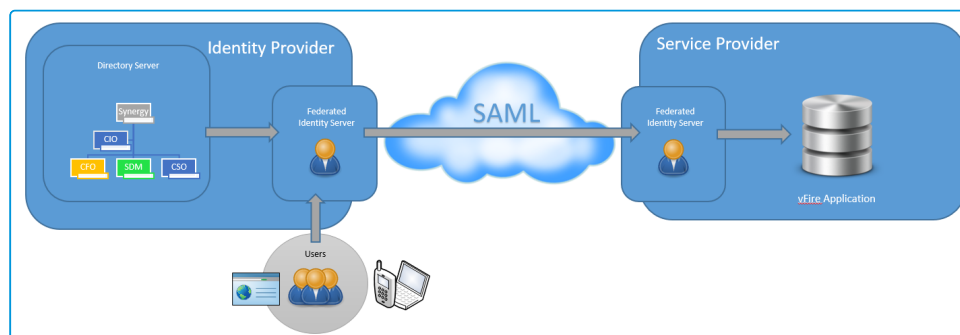 Identity Provider
Directory Server
Synergy
CIO
CFO
SDM
CSO
Federated
Identity Server
Users
SAML
Service Provider
Federated
Identity Server
vFire Application